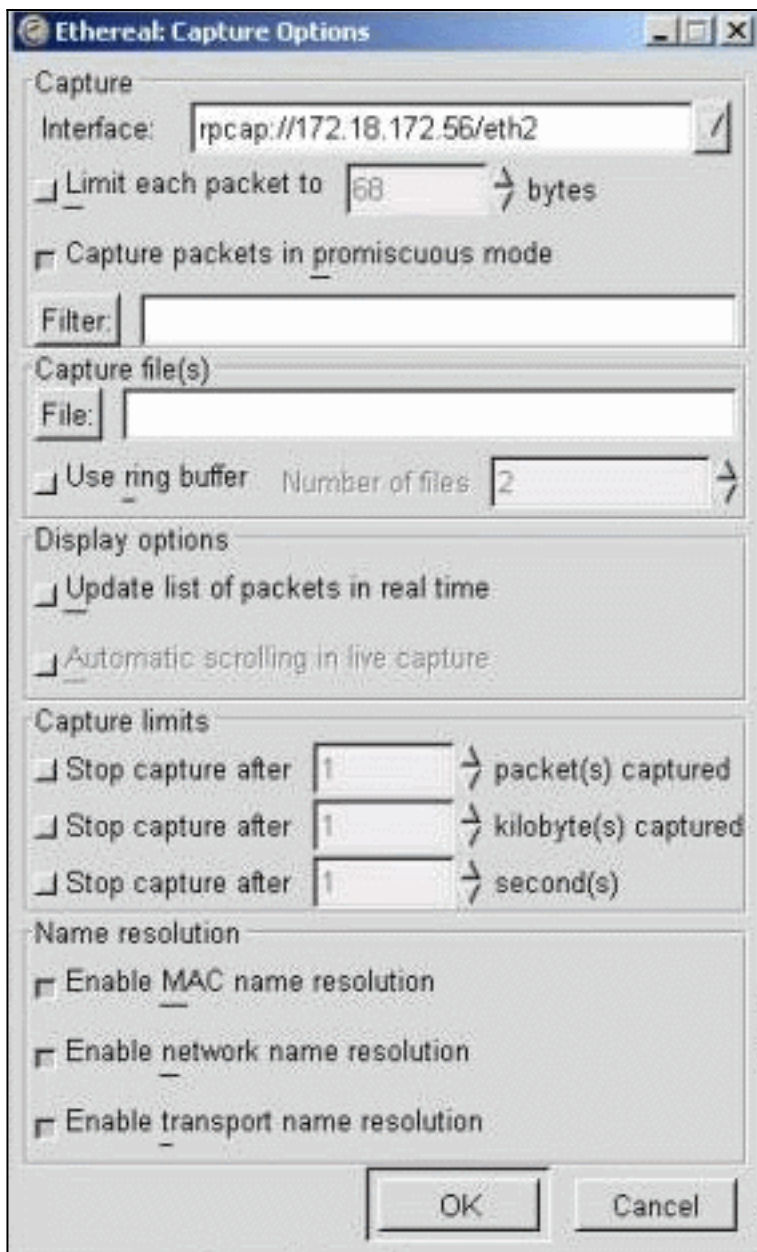 Ethereal: Capture Options
Capture
Interface: rpcap://172.18.172.56/eth2
Limit each packet to 68 bytes
Capture packets in promiscuous mode
Filter:
Capture file(s)
File:
Use ring buffer Number of files 2
Display options
Update list of packets in real time
Automatic scrolling in live capture
Capture limits
Stop capture after 1 packet(s) captured
Stop capture after 1 kilobyte(s) captured
Stop capture after 1 second(s)
Name resolution
Enable MAC name resolution
Enable network name resolution
Enable transport name resolution
OK Cancel